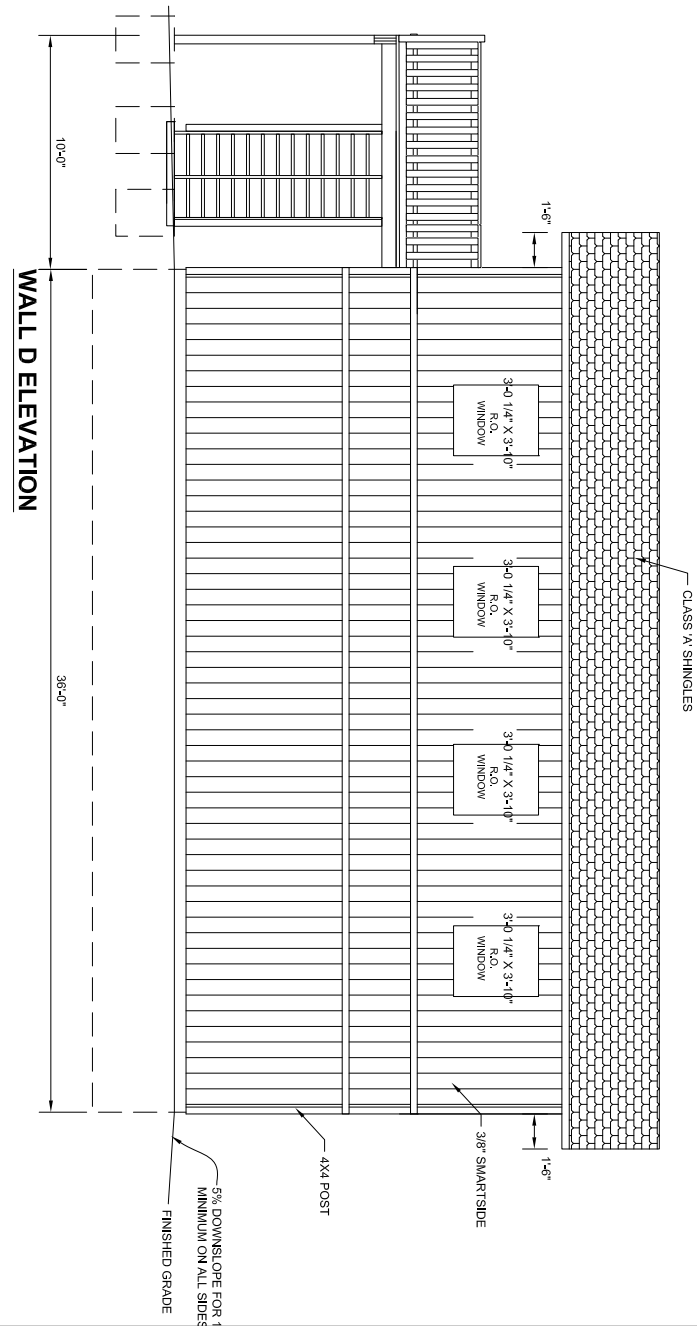 CLASS 'A' SHINGLES
1'-6"
1'-6"
3'-0 1/4" X 3'-10"
R.O.
WINDOW
3'-0 1/4" X 3'-10"
R.O.
WINDOW
3'-0 1/4" X 3'-10"
R.O.
WINDOW
3'-0 1/4" X 3'-10"
R.O.
WINDOW
3/8" SMARTSIDE
4X4 POST
5% DOWNSLOPE FOR 1
MINIMUM ON ALL SIDES
FINISHED GRADE
10'-0"
36'-0"
WALL D ELEVATION